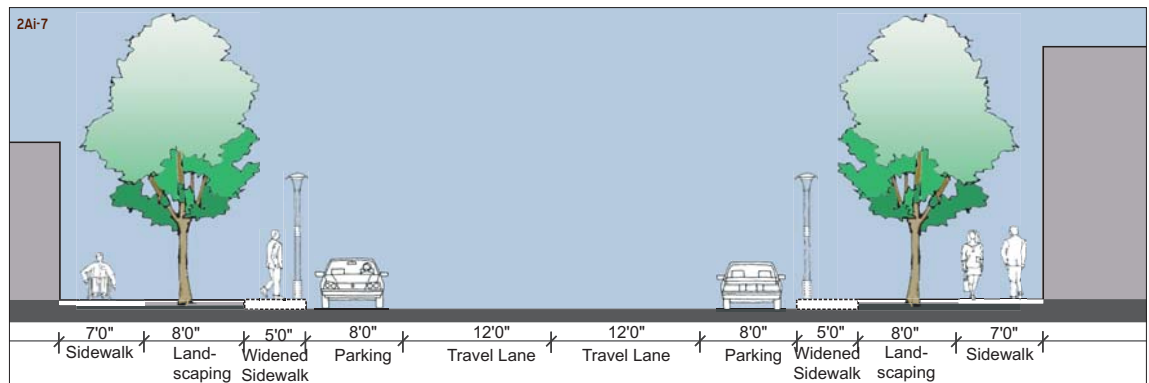 2Ai-7
7'0" 8'0" 5'0" 8'0" 12'0" 12'0" 8'0" 5'0" 8'0" 7'0"
Sidewalk Land- Widened Parking Travel Lane Travel Lane Parking Widened Land- Sidewalk
scaping Sidewalk Sidewalk scaping